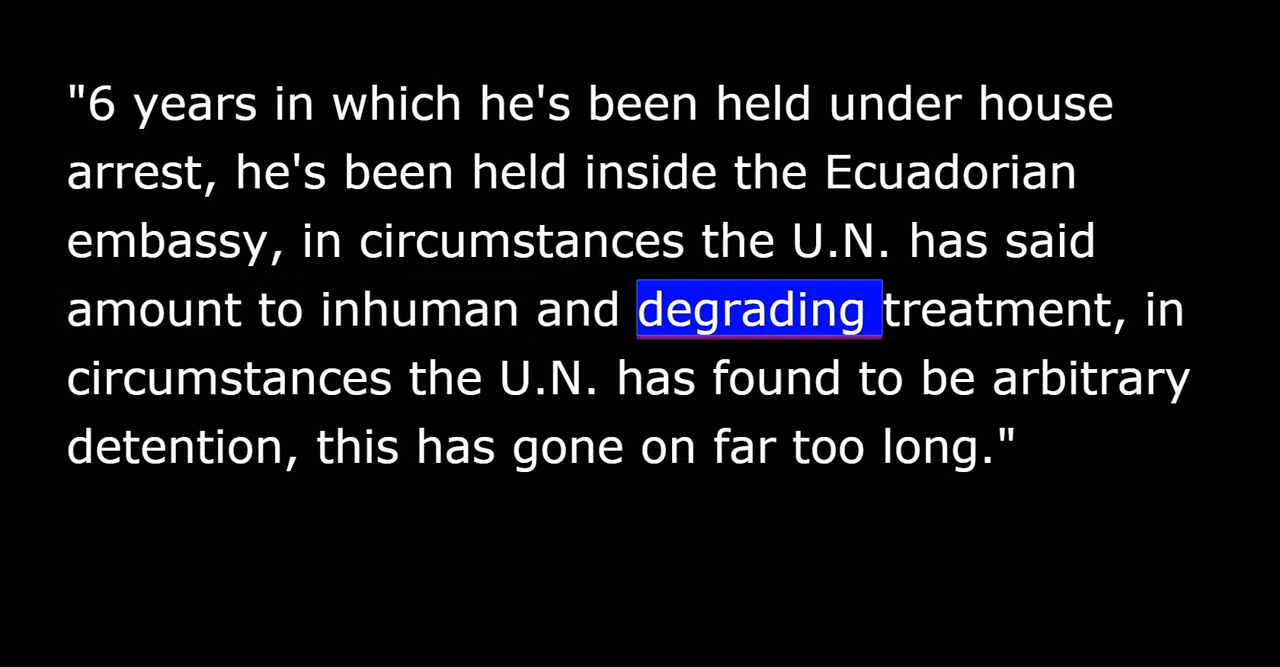 "6 years in which he's been held under house
arrest, he's been held inside the Ecuadorian
embassy, in circumstances the U.N. has said
amount to inhuman and degrading treatment, in
circumstances the U.N. has found to be arbitrary
detention, this has gone on far too long."